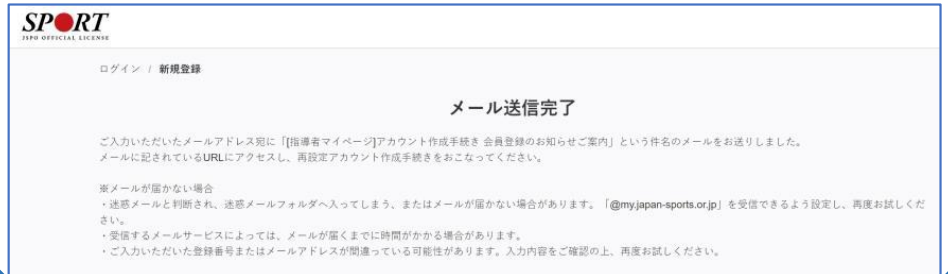 SPORT
JSPO OFFICIAL LICENSE
ログイン / 新規登録
メール送信完了
ご入力いただいたメールアドレス宛に「[指導者マイページ]アカウント作成手続き 会員登録のお知らせご案内」という件名のメールをお送りしました。
メールに記されているURLにアクセスし、再設定アカウント作成手続きをおこなってください。
※メールが届かない場合
・迷惑メールと判断され、迷惑メールフォルダへ入ってしまう、またはメールが届かない場合があります。「@my.japan-sports.or.jp」を受信できるよう設定し、再度お試しくだ
さい。
・受信するメールサービスによっては、メールが届くまでに時間がかかる場合があります。
・ご入力いただいた登録番号またはメールアドレスが間違っている可能性があります。入力内容をご確認の上、再度お試しください。